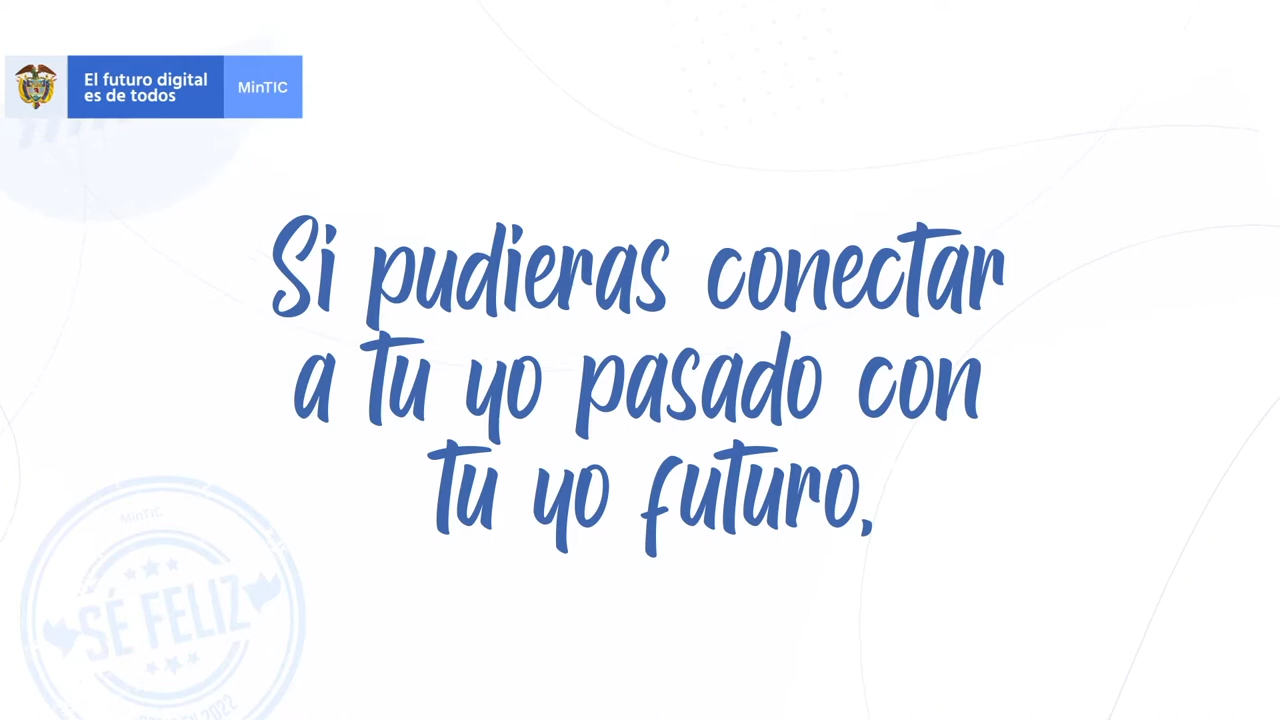 El futuro digital
es de todos
MinTIC
Si pudieras conectar
a tu yo pasado con
tu yo futuro,
MinTIC
SÉ FELIZ
2022